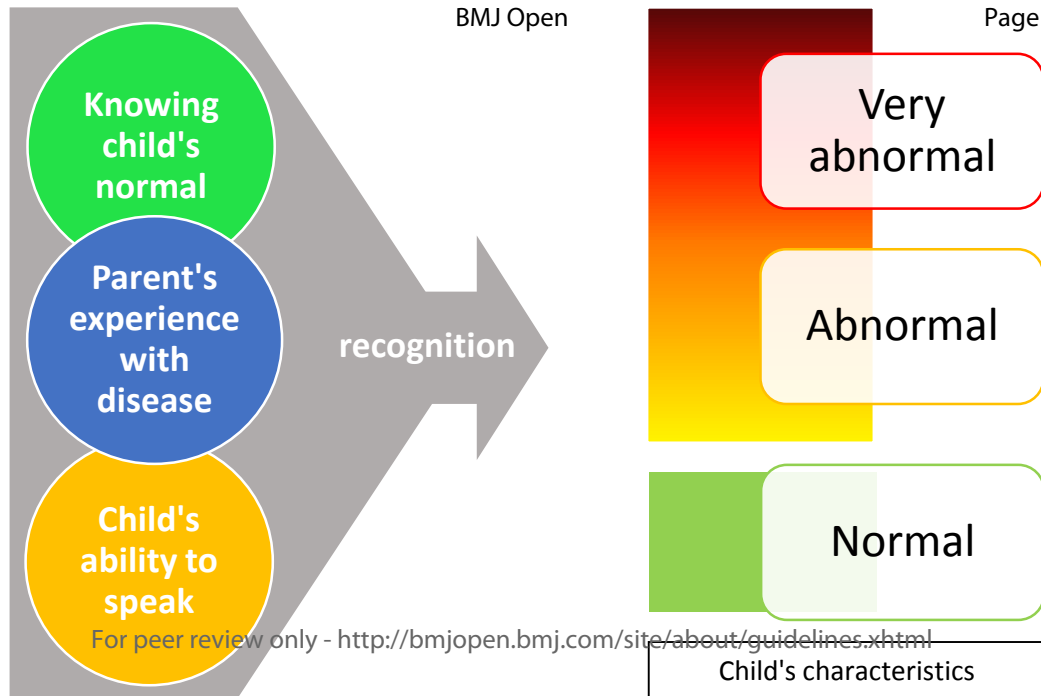 BMJ Open
Page
Knowing
child's
normal
Parent's
experience
with
disease
Child's
ability to
speak
recognition
Very
abnormal
Abnormal
Normal
For peer review only - http://bmjopen.bmj.com/site/about/guidelines.xhtml
Child's characteristics